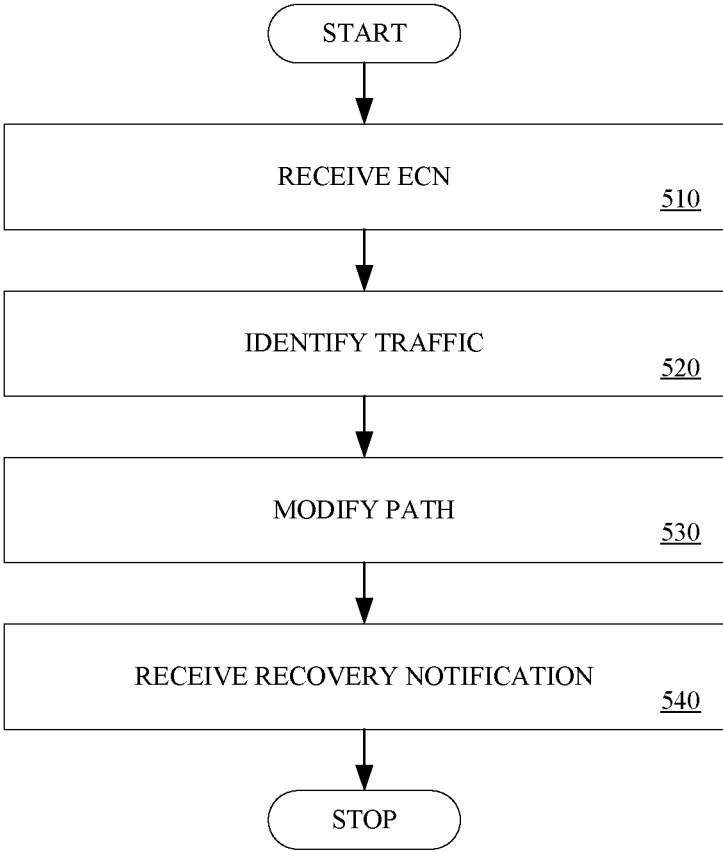 START
RECEIVE ECN
510
IDENTIFY TRAFFIC
520
MODIFY PATH
530
RECEIVE RECOVERY NOTIFICATION
540
STOP